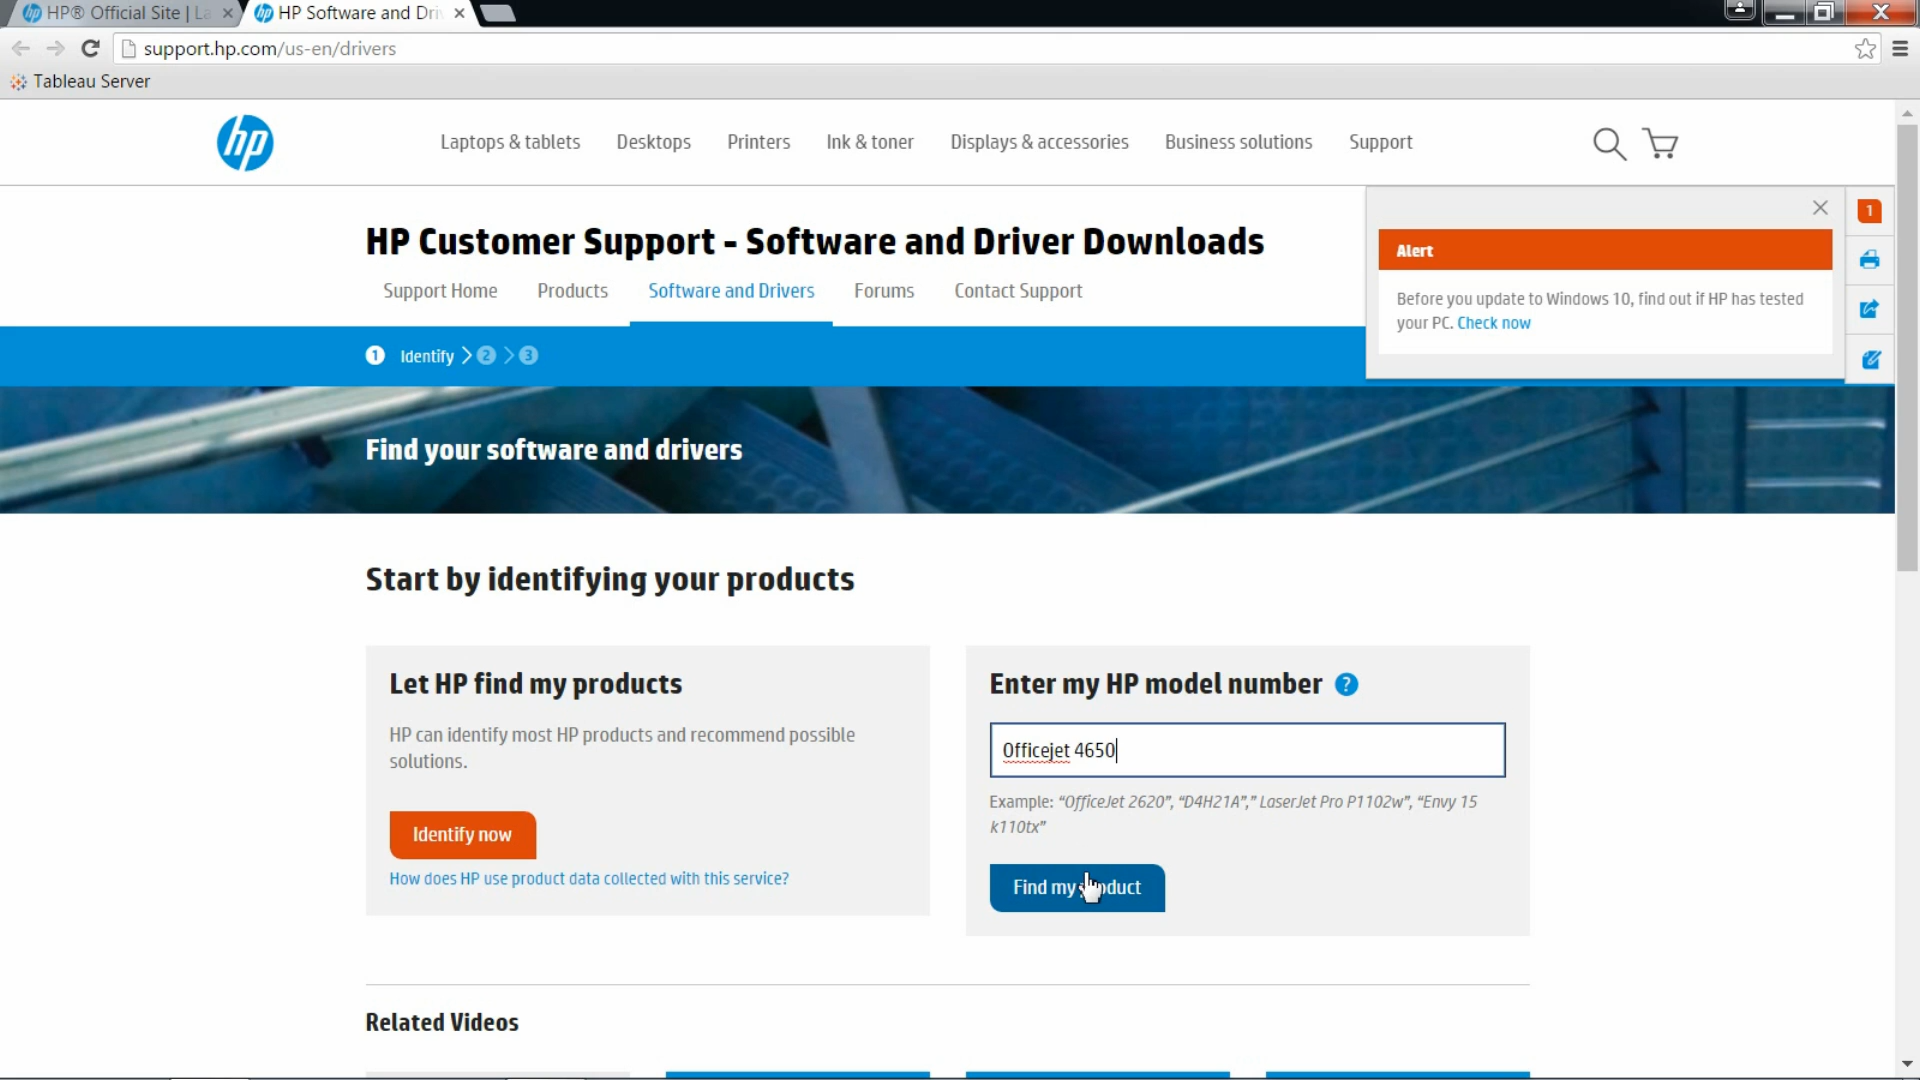 HP® Official Site | La
HP Software and Driv
support.hp.com/us-en/drivers
Tableau Server
hp
Laptops & tablets
Desktops
Printers
Ink & toner
Displays & accessories
Business solutions
Support
HP Customer Support - Software and Driver Downloads
Support Home
Products
Software and Drivers
Forums
Contact Support
1
Alert
Before you update to Windows 10, find out if HP has tested
your PC. Check now
1 Identify 2 3
Find your software and drivers
Start by identifying your products
Let HP find my products
HP can identify most HP products and recommend possible
solutions.
Identify now
How does HP use product data collected with this service?
Enter my HP model number ?
Officejet 4650
Example: “OfficeJet 2620”, “D4H21A”,” LaserJet Pro P1102w”, “Envy 15
k110tx”
Find my product
Related Videos